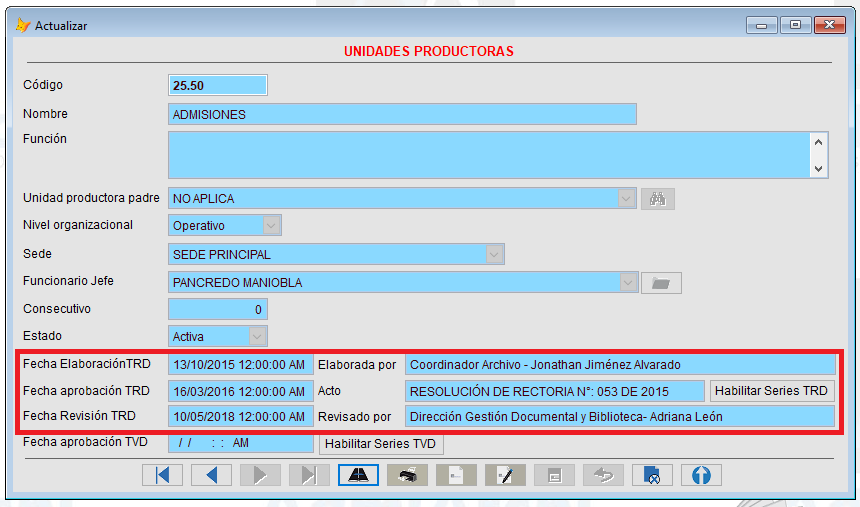 Actualizar
UNIDADES PRODUCTORAS
Código 25.50
Nombre ADMISIONES
Función
Unidad productora padre NO APLICA
Nivel organizacional Operativo
Sede SEDE PRINCIPAL
Funcionario Jefe PANCREDO MANIOBLA
Consecutivo 0
Estado Activa
Fecha ElaboraciónTRD 13/10/2015 12:00:00 AM Elaborada por Coordinador Archivo - Jonathan Jiménez Alvarado
Fecha aprobación TRD 16/03/2016 12:00:00 AM Acto RESOLUCIÓN DE RECTORIA N°: 053 DE 2015 Habilitar Series TRD
Fecha Revisión TRD 10/05/2018 12:00:00 AM Revisado por Dirección Gestión Documental y Biblioteca- Adriana León
Fecha aprobación TVD / / : : AM Habilitar Series TVD